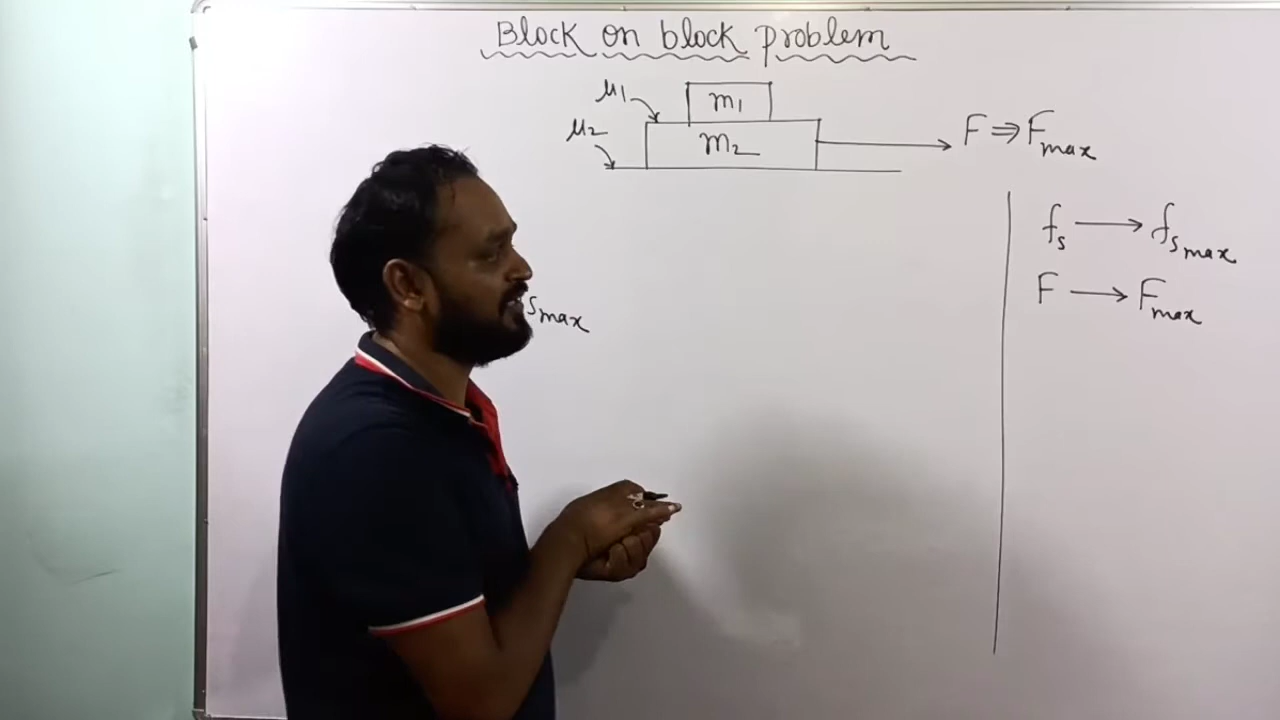 Block on block problem
μ1
m1
μ2
m2
F ⇒ Fmax
fs → fsmax
F → Fmax
smax